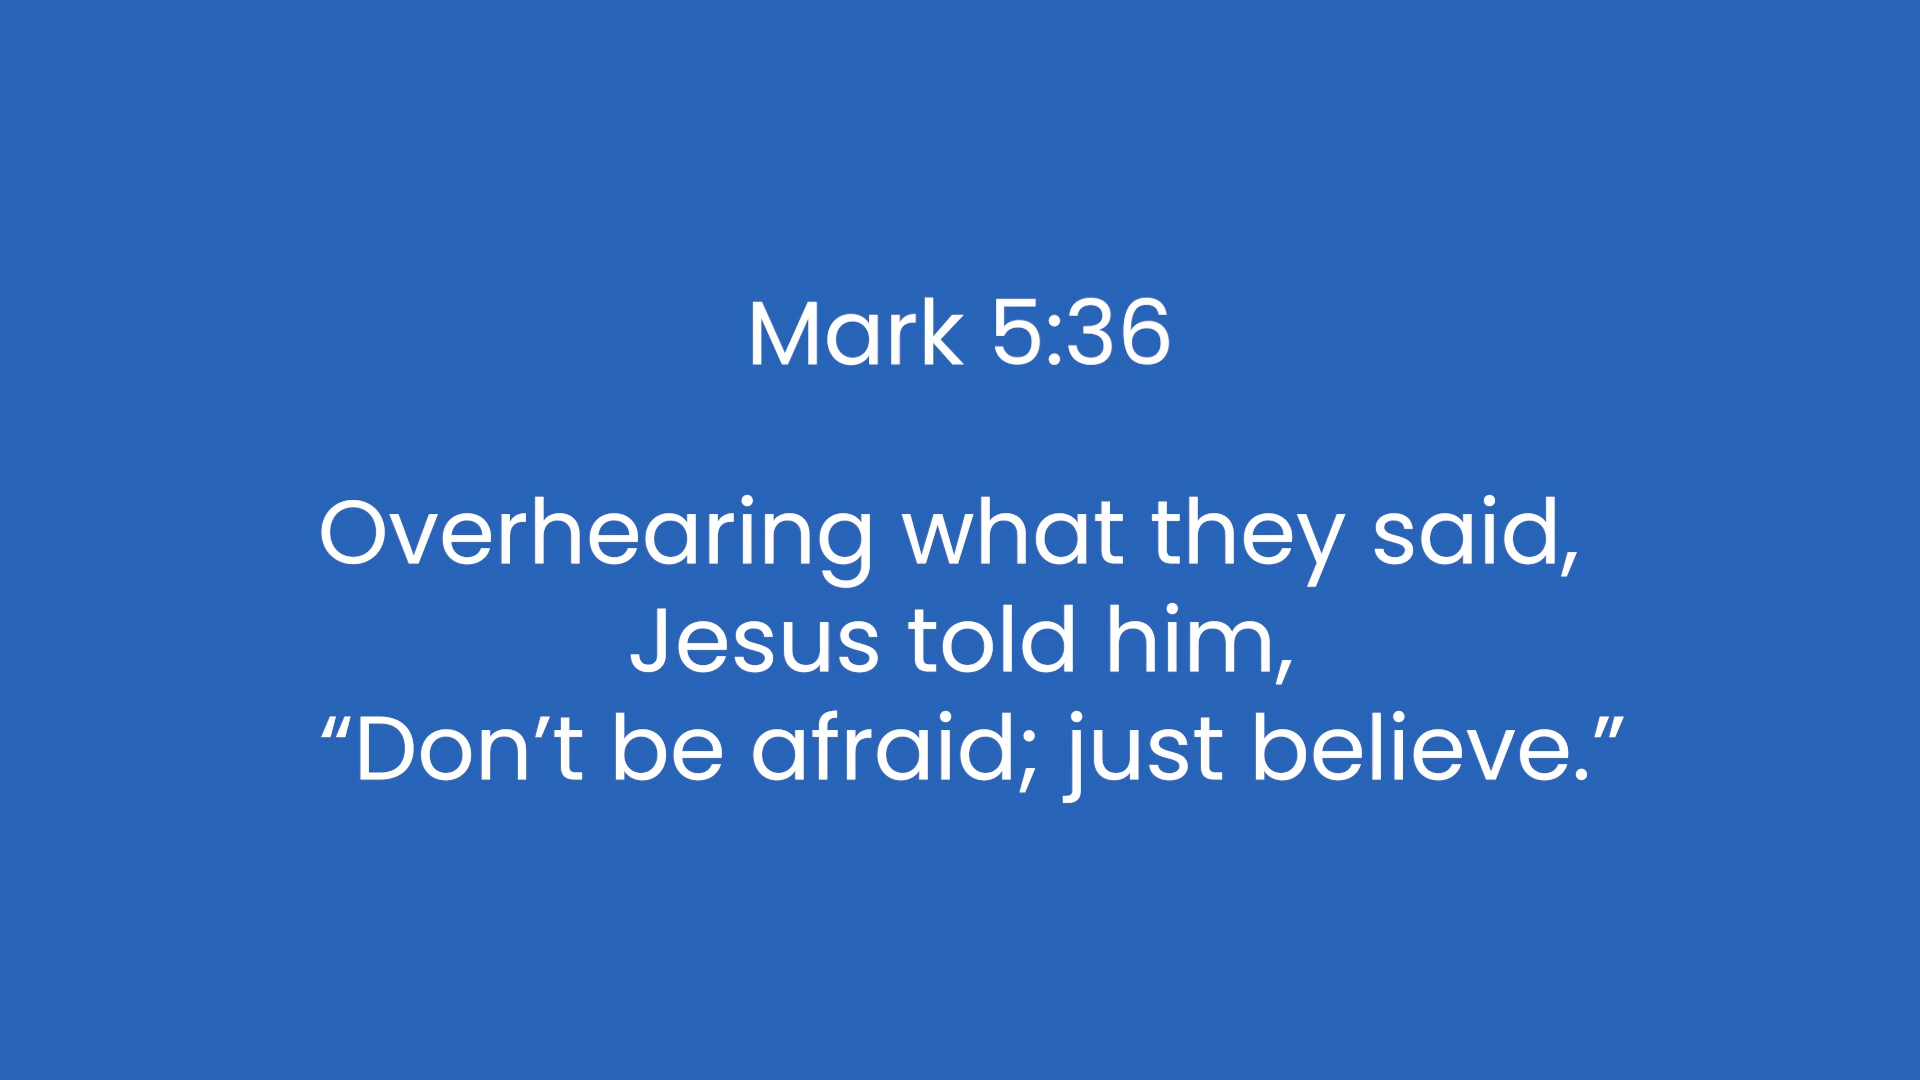 Mark 5:36
Overhearing what they said,
Jesus told him,
“Don’t be afraid; just believe.”